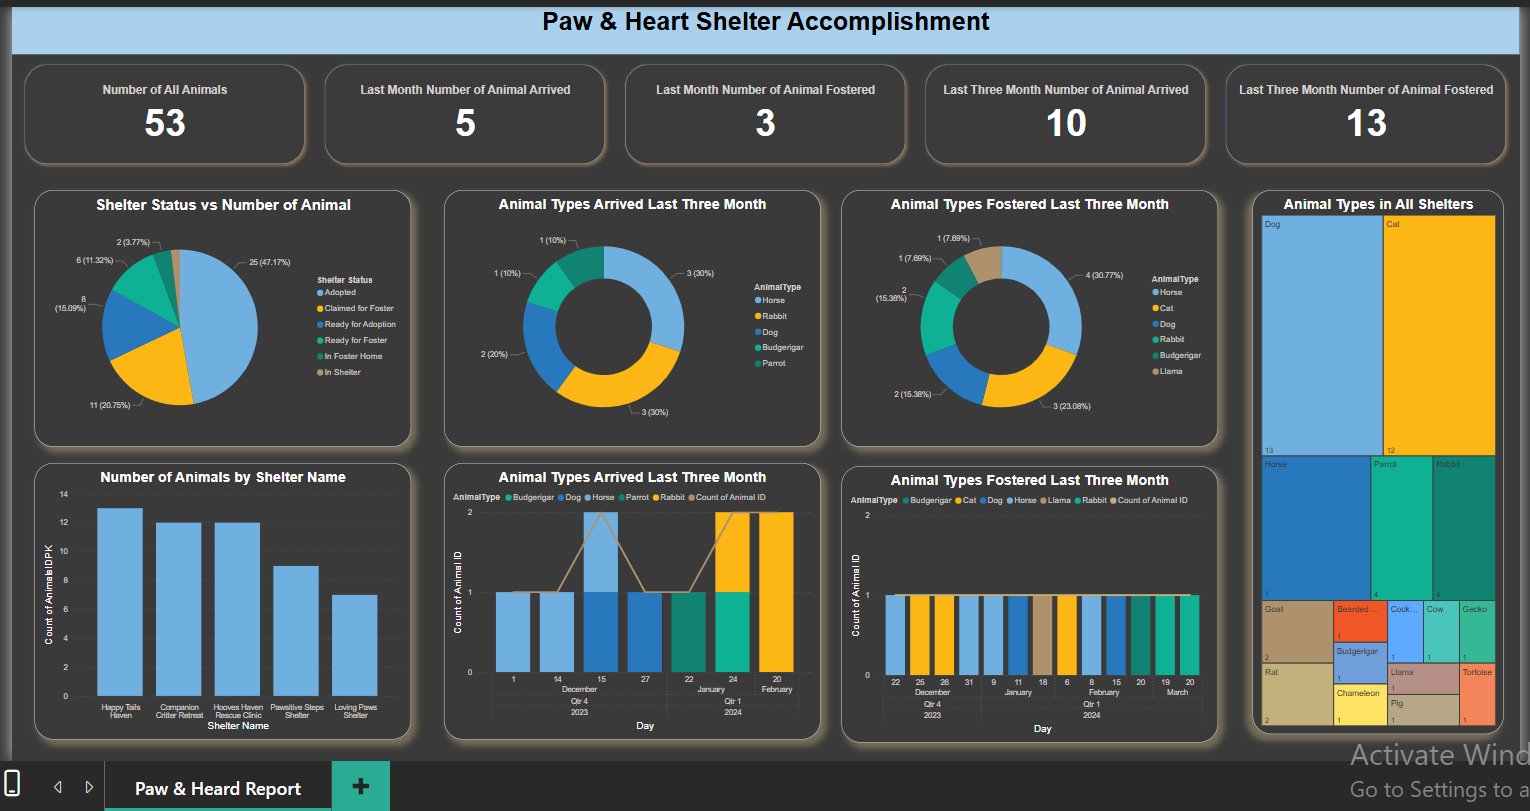 Paw & Heart Shelter Accomplishment
Number of All Animals
53
Last Month Number of Animal Arrived
5
Last Month Number of Animal Fostered
3
Last Three Month Number of Animal Arrived
10
Last Three Month Number of Animal Fostered
13
Shelter Status vs Number of Animal
2 (3.77%)
6 (11.32%)
8
(15.09%)
11 (20.75%)
25 (47.17%)
Shelter Status
Adopted
Claimed for Foster
Ready for Adoption
Ready for Foster
In Foster Home
In Shelter
Animal Types Arrived Last Three Month
1 (10%)
1 (10%)
2 (20%)
3 (30%)
3 (30%)
AnimalType
Horse
Rabbit
Dog
Budgerigar
Parrot
Animal Types Fostered Last Three Month
1 (7.69%)
1 (7.69%)
2
(15.38%)
2 (15.38%)
4 (30.77%)
3 (23.08%)
AnimalType
Horse
Cat
Dog
Rabbit
Budgerigar
Llama
Animal Types in All Shelters
Dog
13
Cat
12
Horse
7
Parrot
4
Rabbit
4
Goat
2
Rat
2
Bearded ...
1
Budgerigar
1
Chameleon
1
Cock...
1
Cow
1
Gecko
1
Llama
1
Pig
1
Tortoise
1
Number of Animals by Shelter Name
Count of AnimalsIDPK
14
12
10
8
6
4
2
0
Happy Tails
Haven
Companion
Critter Retreat
Hooves Haven
Rescue Clinic
Pawsitive Steps
Shelter
Loving Paws
Shelter
Shelter Name
Animal Types Arrived Last Three Month
AnimalType Budgerigar Dog Horse Parrot Rabbit Count of Animal ID
Count of Animal ID
2
1
0
1 14 15 27 22 24 20
December January February
Qtr 4 Qtr 1
2023 2024
Day
Animal Types Fostered Last Three Month
AnimalType Budgerigar Cat Dog Horse Llama Rabbit Count of Animal ID
Count of Animal ID
2
1
0
22 25 26 31 9 11 18 6 8 15 20 19 20
December January February March
Qtr 4 Qtr 1
2023 2024
Day
Activate Wind
Go to Settings to a
Paw & Heard Report
+